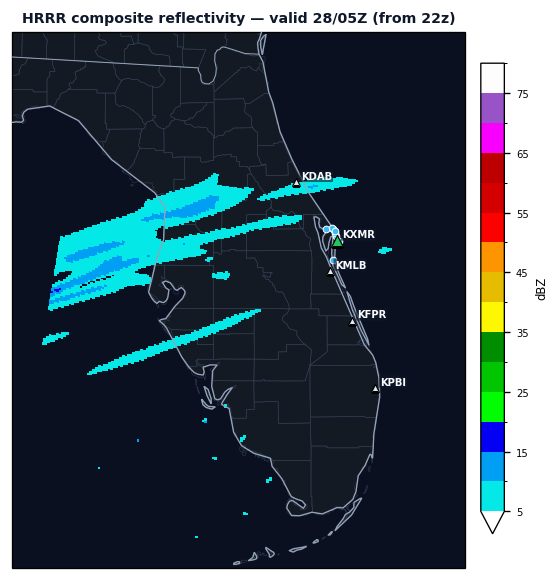 HRRR composite reflectivity — valid 28/05Z (from 22z)
KDAB
KXMR
KMLB
KFPR
KPBI
75
65
55
45
35
25
15
5
dBZ